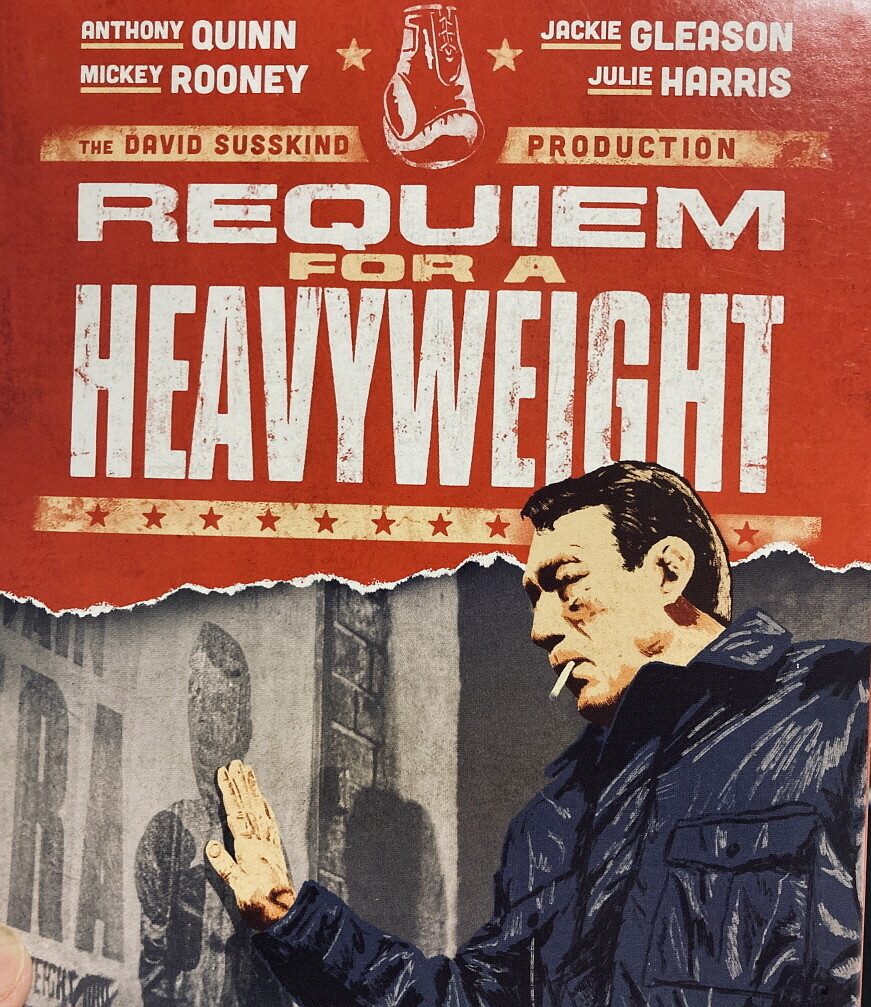 ANTHONY QUINN
MICKEY ROONEY
JACKIE GLEASON
JULIE HARRIS
THE DAVID SUSSKIND PRODUCTION
REQUIEM
FOR A
HEAVYWEIGHT